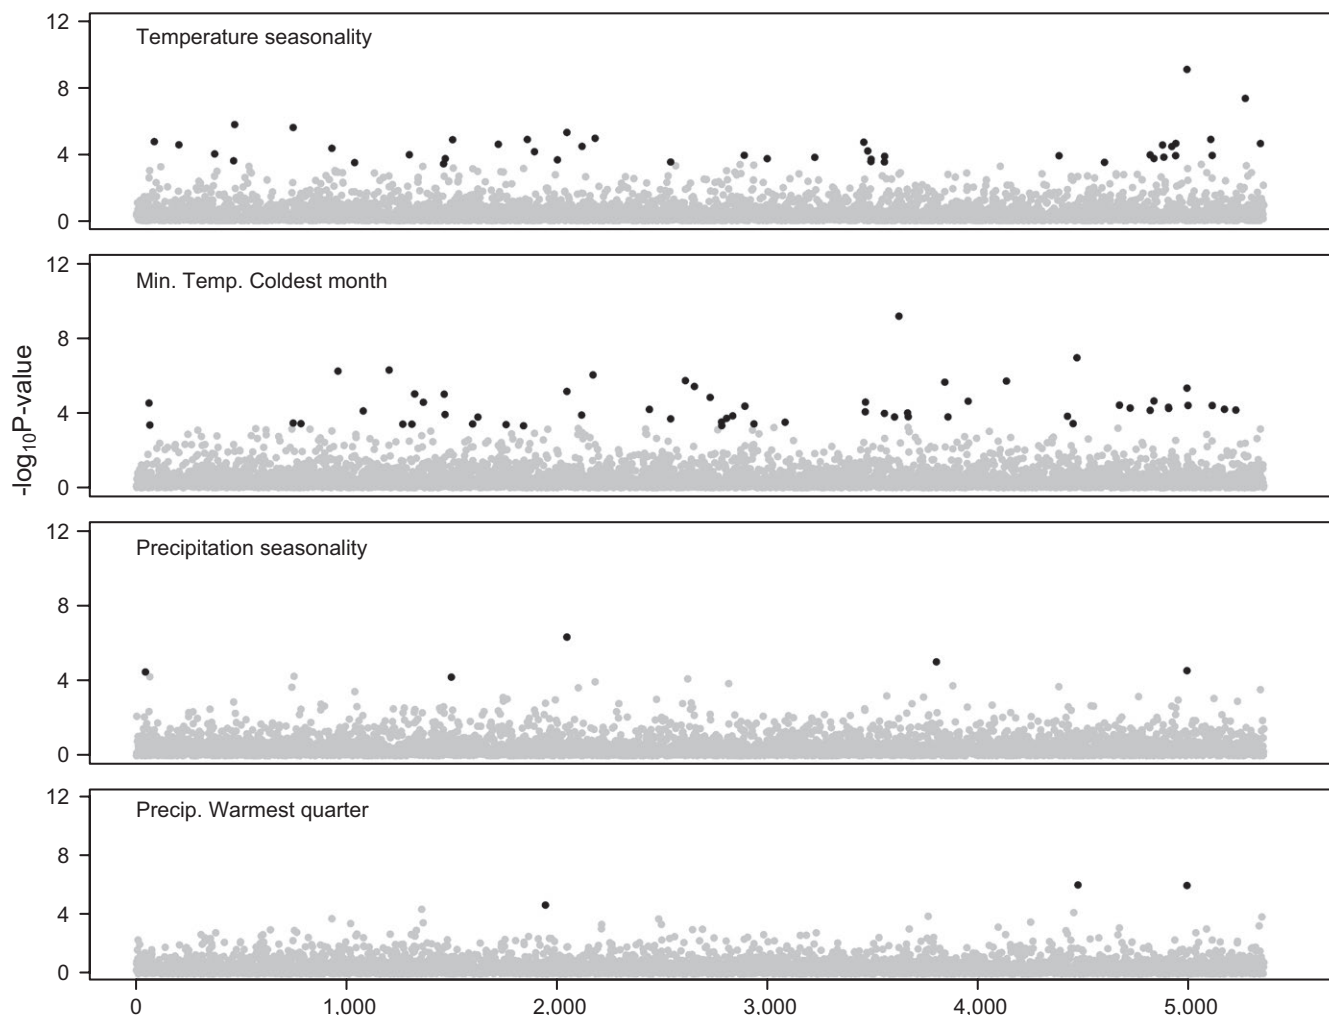 12
Temperature seasonality
8
4
0
12
Min. Temp. Coldest month
8
4
0
-log10P-value
12
Precipitation seasonality
8
4
0
12
Precip. Warmest quarter
8
4
0
0 1,000 2,000 3,000 4,000 5,000